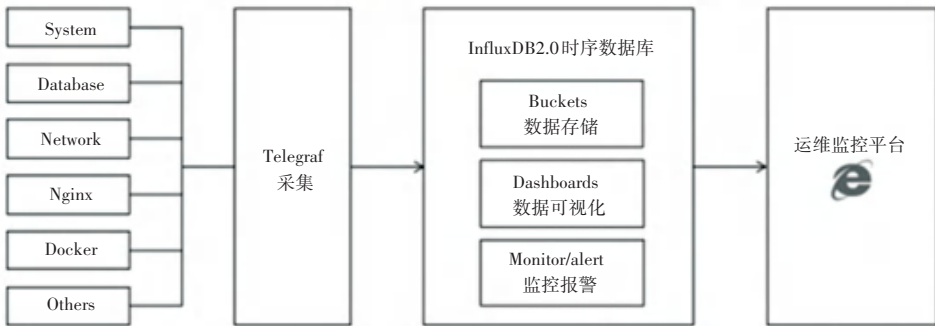 System
Database
Network
Nginx
Docker
Others
Telegraf
采集
InfluxDB2.0时序数据库
Buckets
数据存储
Dashboards
数据可视化
Monitor/alert
监控报警
运维监控平台